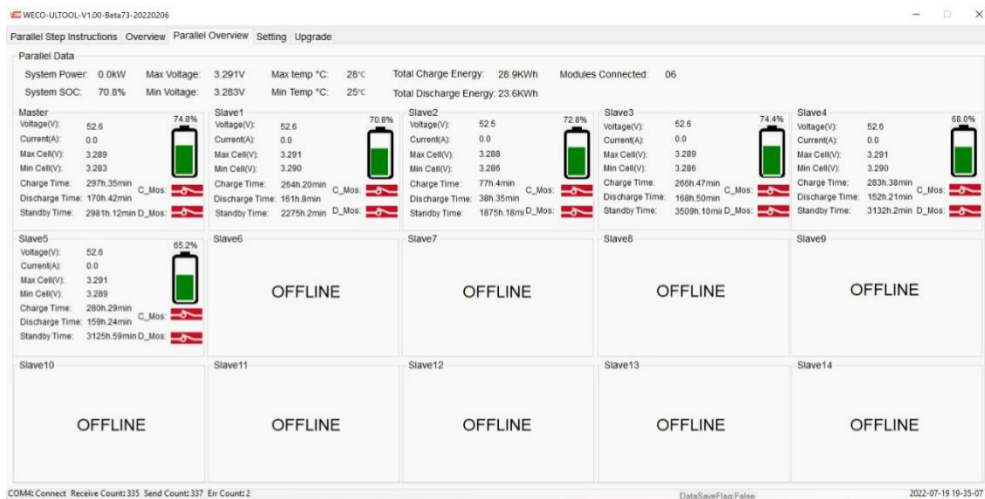 WECO-ULTOOL-V1.00-Beta73-20220206
Parallel Step Instructions Overview Parallel Overview Setting Upgrade
Parallel Data
System Power: 0.0kW Max Voltage: 3.291V Max temp °C: 28°C Total Charge Energy: 28.9KWh Modules Connected: 06
System SOC: 70.8% Min Voltage: 3.283V Min Temp °C: 25°C Total Discharge Energy: 23.6KWh
Master
74.8%
Voltage(V): 52.6
Current(A): 0.0
Max Cell(V): 3.289
Min Cell(V): 3.283
Charge Time: 297h.35min C_Mos:
Discharge Time: 170h.42min
Standby Time: 2981h.12min D_Mos:
Slave1
70.8%
Voltage(V): 52.6
Current(A): 0.0
Max Cell(V): 3.291
Min Cell(V): 3.290
Charge Time: 264h.20min C_Mos:
Discharge Time: 161h.8min
Standby Time: 2275h.2min D_Mos:
Slave2
72.8%
Voltage(V): 52.5
Current(A): 0.0
Max Cell(V): 3.288
Min Cell(V): 3.286
Charge Time: 77h.4min C_Mos:
Discharge Time: 38h.35min
Standby Time: 1875h.18min D_Mos:
Slave3
74.4%
Voltage(V): 52.6
Current(A): 0.0
Max Cell(V): 3.289
Min Cell(V): 3.286
Charge Time: 266h.47min C_Mos:
Discharge Time: 168h.50min
Standby Time: 3509h.10min D_Mos:
Slave4
68.0%
Voltage(V): 52.6
Current(A): 0.0
Max Cell(V): 3.291
Min Cell(V): 3.290
Charge Time: 283h.38min C_Mos:
Discharge Time: 152h.21min
Standby Time: 3132h.2min D_Mos:
Slave5
65.2%
Voltage(V): 52.6
Current(A): 0.0
Max Cell(V): 3.291
Min Cell(V): 3.289
Charge Time: 280h.29min C_Mos:
Discharge Time: 159h.24min
Standby Time: 3125h.59min D_Mos:
Slave6
OFFLINE
Slave7
OFFLINE
Slave8
OFFLINE
Slave9
OFFLINE
Slave10
OFFLINE
Slave11
OFFLINE
Slave12
OFFLINE
Slave13
OFFLINE
Slave14
OFFLINE
COM4: Connect Receive Count: 335 Send Count: 337 Err Count: 2 DataSaveFlag:False 2022-07-19 19-35-07